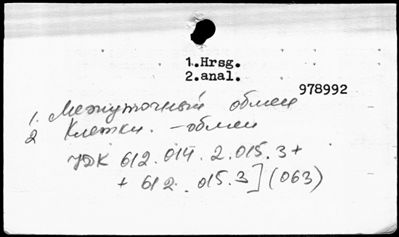 1.Hrsg.
2.anal.
978992
1. Межуточный обмен
2 Клетки. - обмен
УДК 612.014.2.015.3+
+ 612.015.3](063)